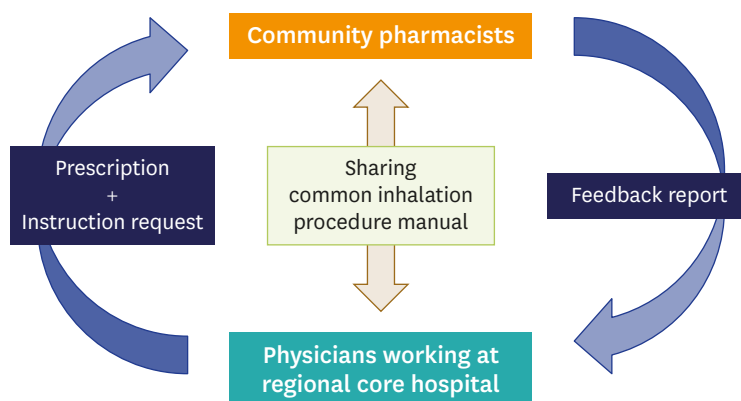 Community pharmacists
Prescription
+
Instruction request
Sharing
common inhalation
procedure manual
Feedback report
Physicians working at
regional core hospital